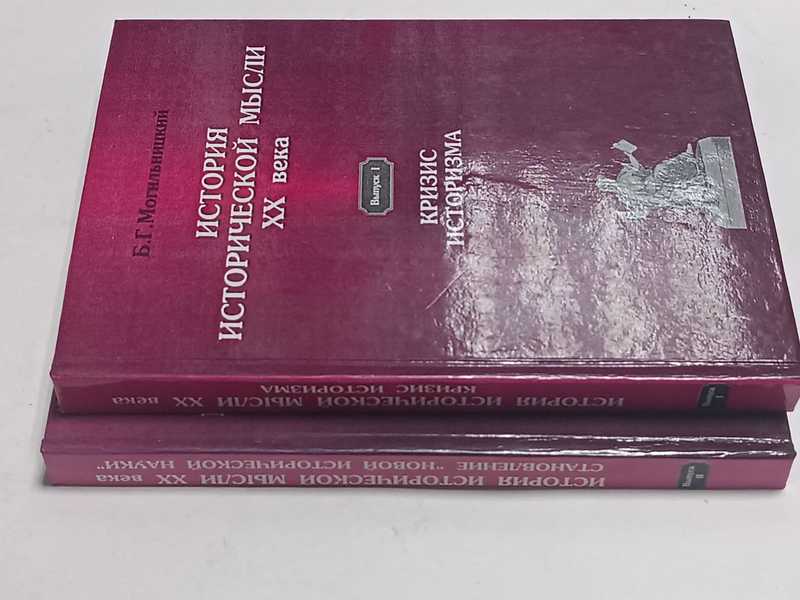 Б.Г.Могильницкий
ИСТОРИЯ
ИСТОРИЧЕСКОЙ МЫСЛИ
XX века
Выпуск 1
КРИЗИС
ИСТОРИЗМА
ИСТОРИЯ ИСТОРИЧЕСКОЙ МЫСЛИ XX века
КРИЗИС ИСТОРИЗМА
Выпуск
I
ИСТОРИЯ ИСТОРИЧЕСКОЙ МЫСЛИ XX века
СТАНОВЛЕНИЕ "НОВОЙ ИСТОРИЧЕСКОЙ НАУКИ"
Выпуск
II